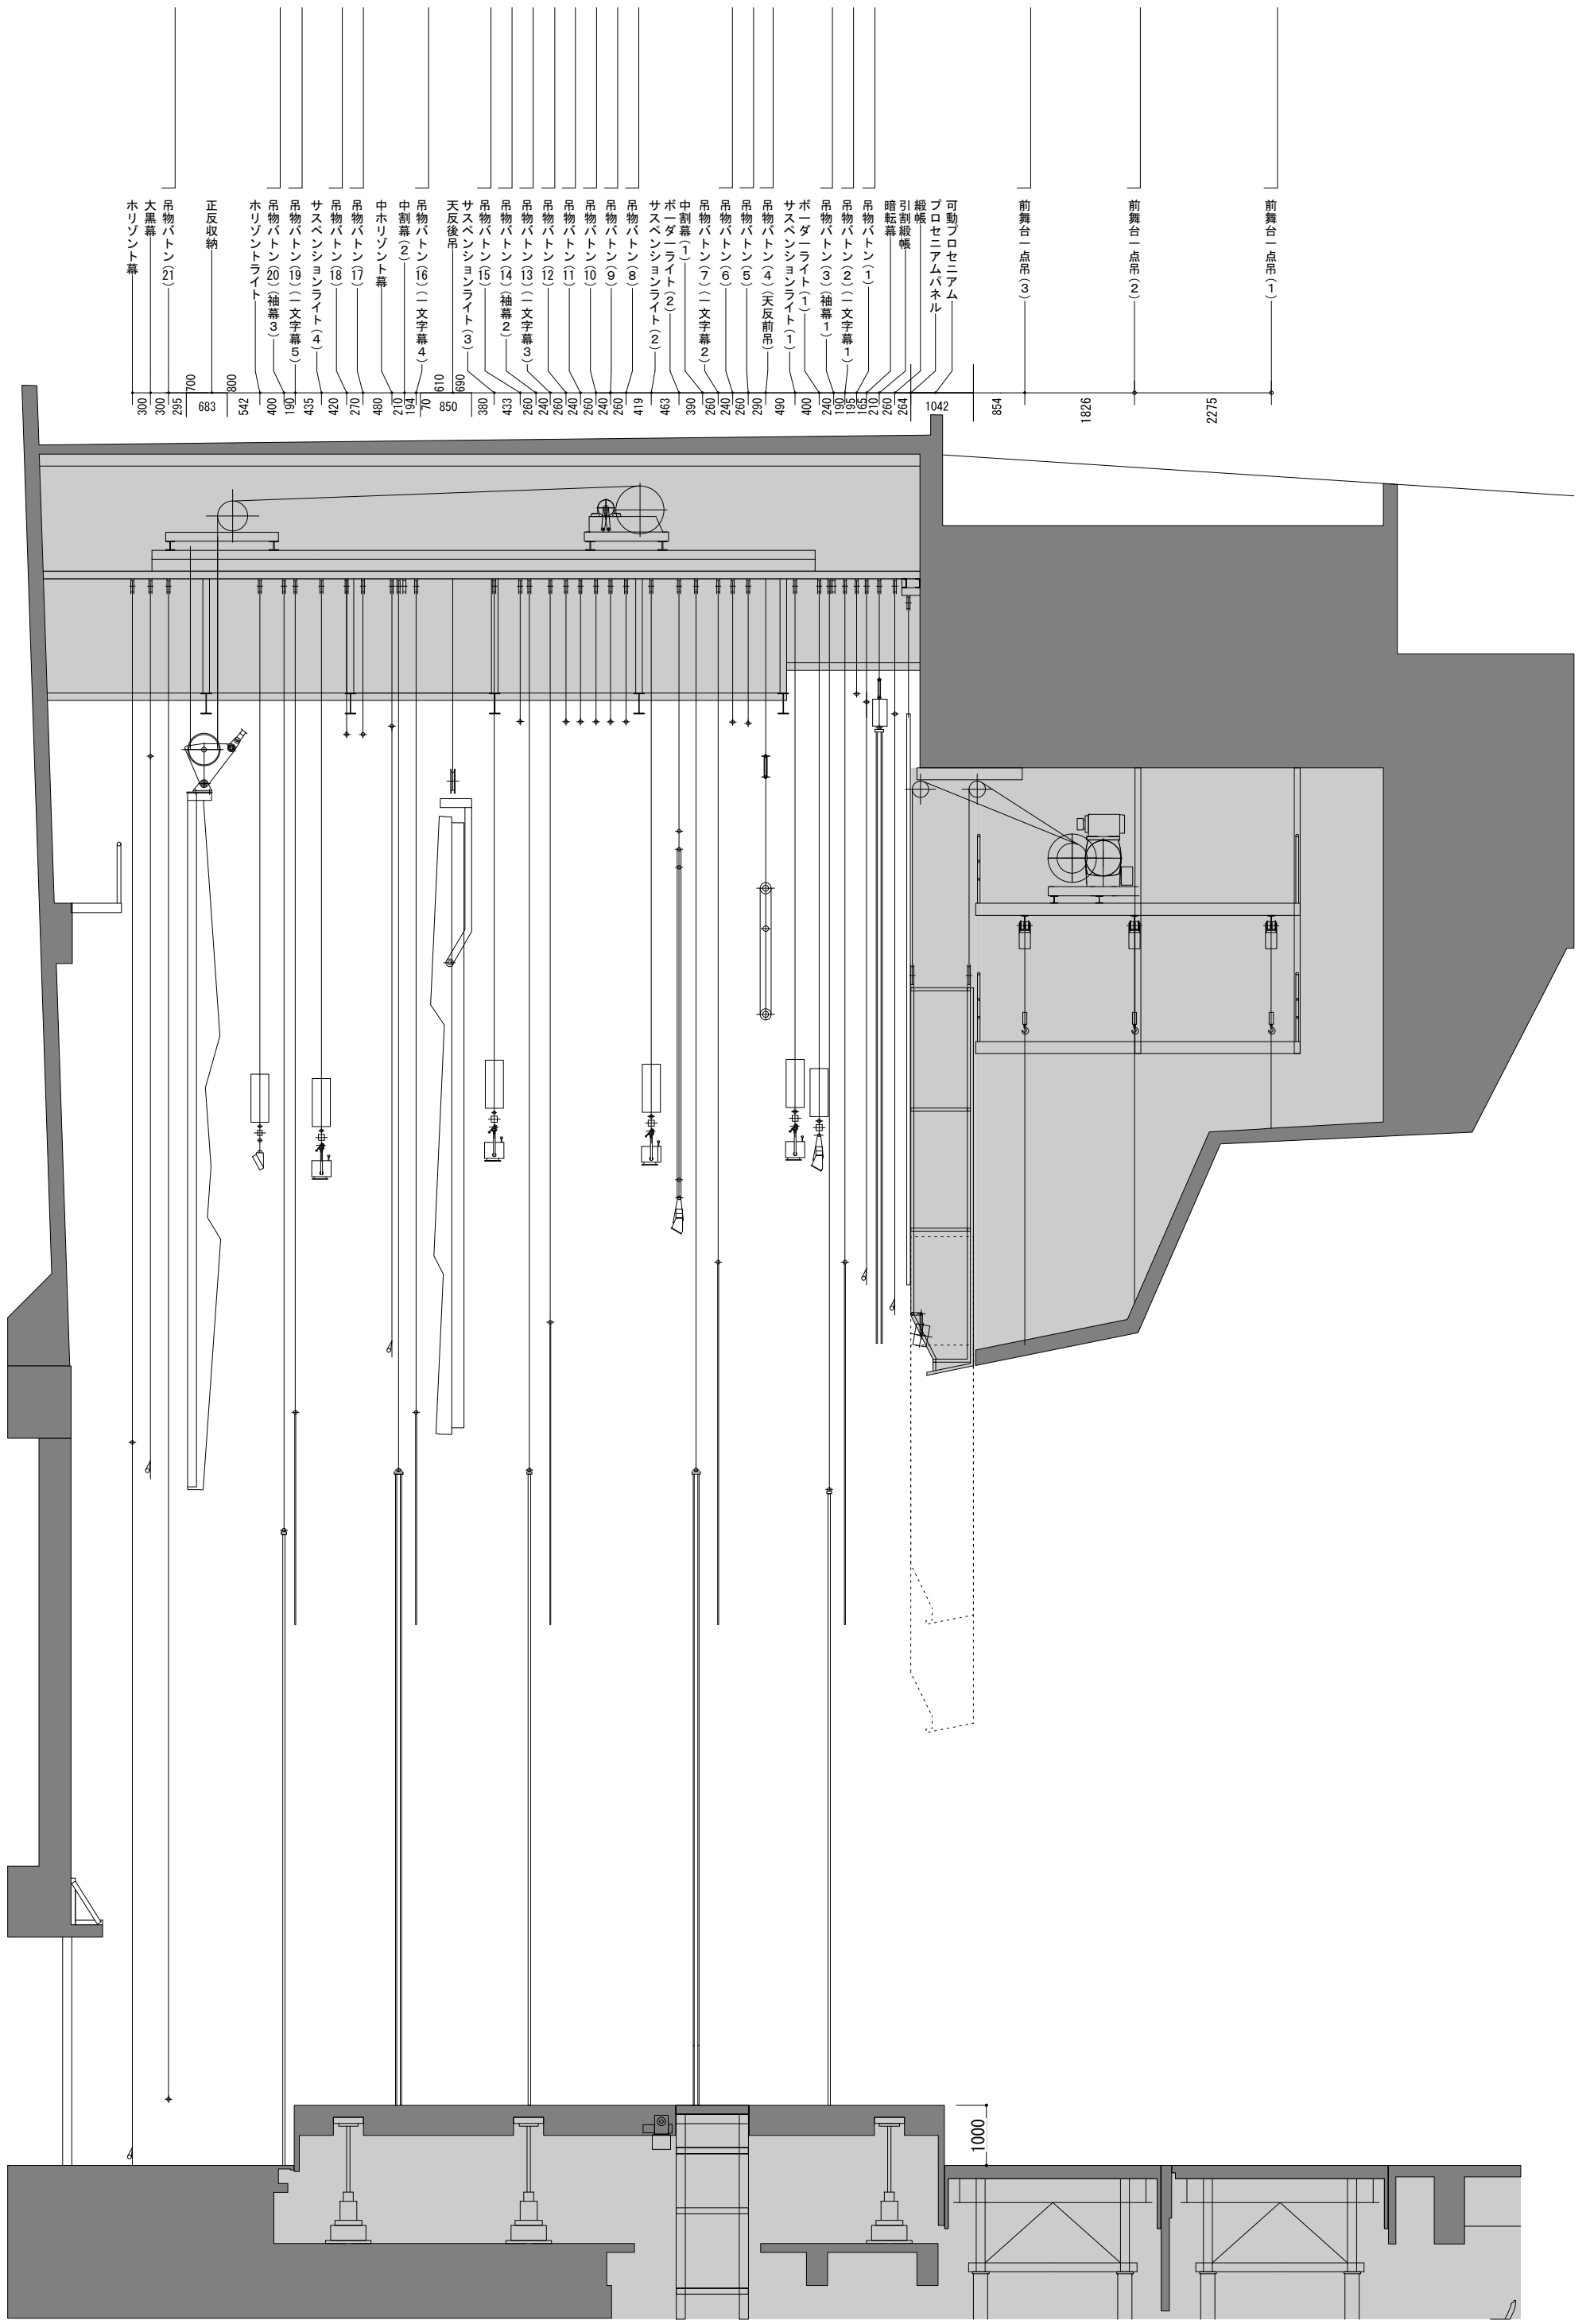 ホリゾント幕
大黒幕
吊物バトン(21)
正反収納
ホリゾントライト
吊物バトン(20)(袖幕3)
吊物バトン(19)(一文字幕5)
サスペンションライト(4)
吊物バトン(18)
吊物バトン(17)
中ホリゾント幕
中割幕(2)
吊物バトン(16)(一文字幕4)
天反後吊
サスペンションライト(3)
吊物バトン(15)
吊物バトン(14)(袖幕2)
吊物バトン(13)(一文字幕3)
吊物バトン(12)
吊物バトン(11)
吊物バトン(10)
吊物バトン(9)
吊物バトン(8)
サスペンションライト(2)
ボーダーライト(2)
中割幕(1)
吊物バトン(7)(一文字幕2)
吊物バトン(6)
吊物バトン(5)
吊物バトン(4)(天反前吊)
サスペンションライト(1)
ボーダーライト(1)
吊物バトン(3)(袖幕1)
吊物バトン(2)(一文字幕1)
吊物バトン(1)
暗転幕
引割緞帳
緞帳
プロセニアムパネル
可動プロセニアム
前舞台一点吊(3)
前舞台一点吊(2)
前舞台一点吊(1)
300
300
295
700
683
800
542
400
190
435
420
270
480
210
194
70
610
850
690
380
433
260
240
260
240
260
240
260
419
463
390
260
240
260
290
490
400
240
190
195
165
210
260
264
1042
854
1826
2275
1000